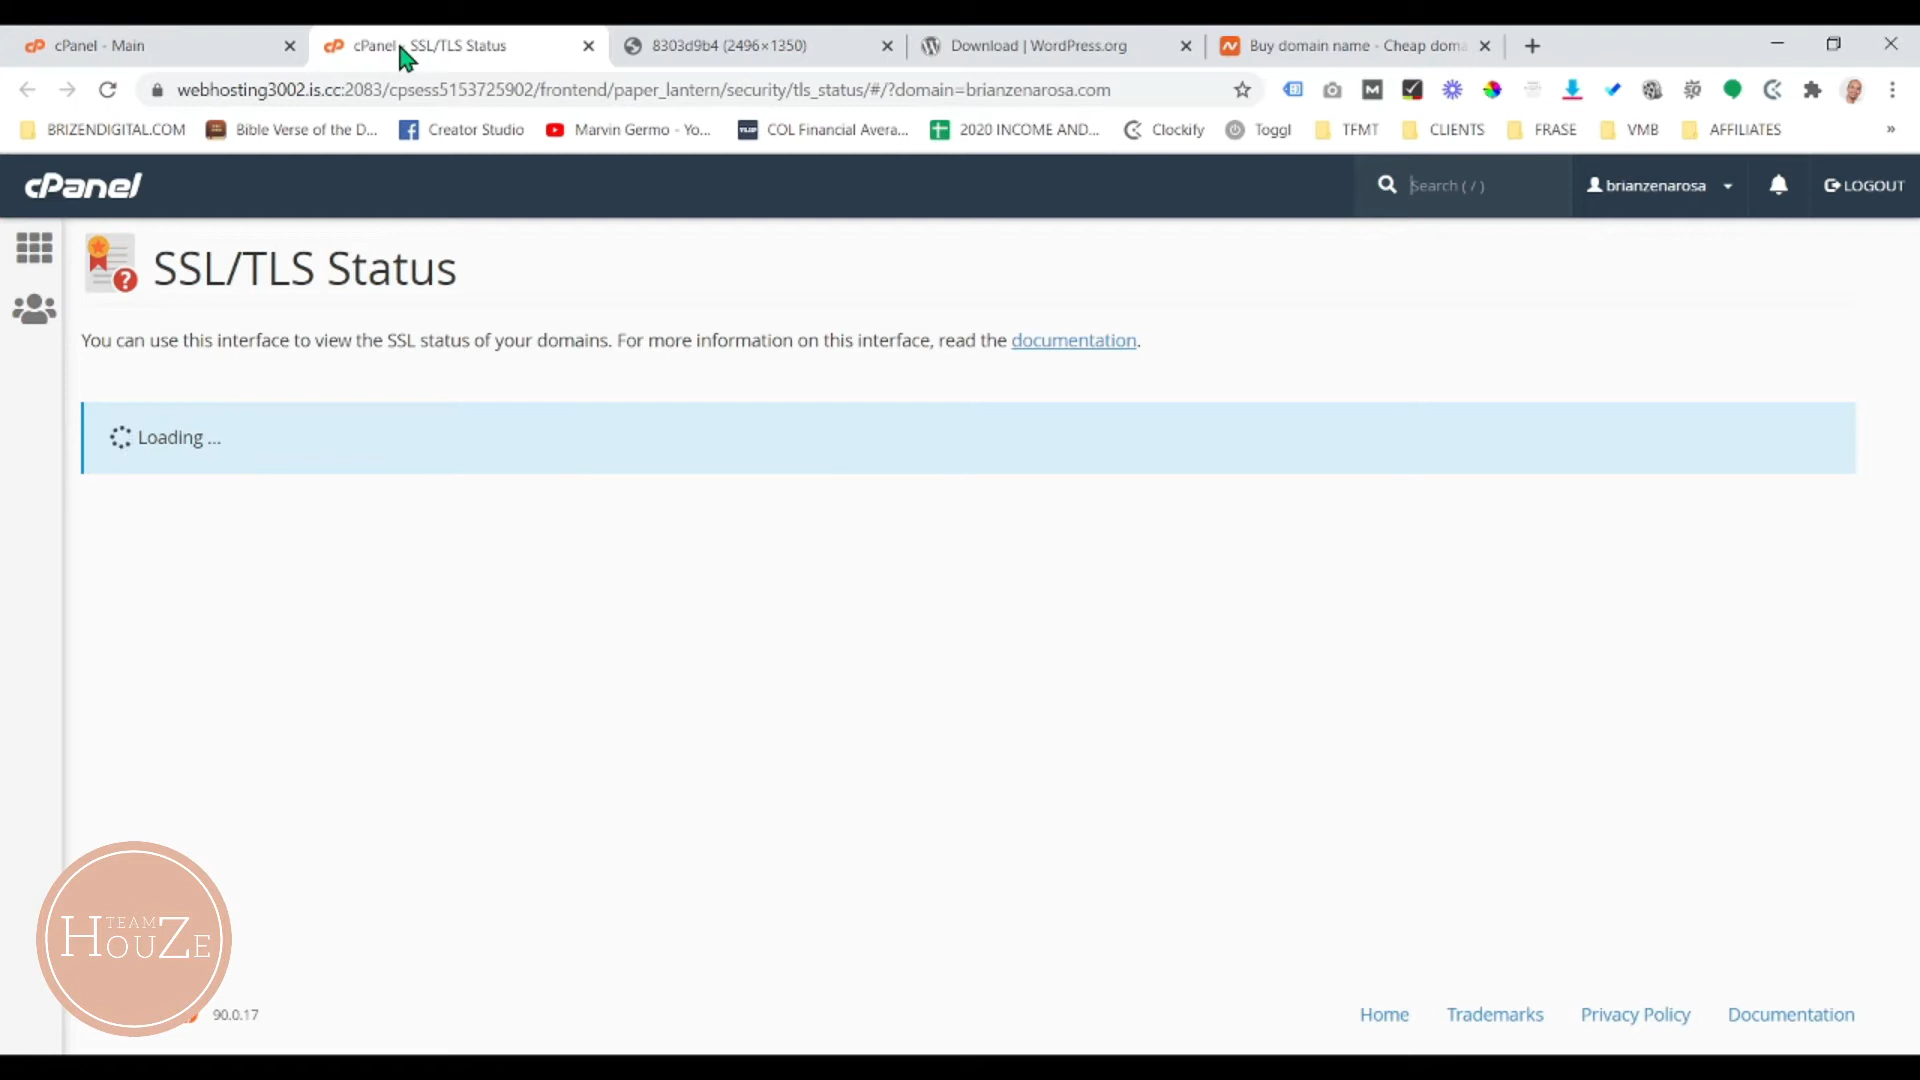 cPanel - Main
cPanel - SSL/TLS Status
8303d9b4 (2496×1350)
Download | WordPress.org
Buy domain name - Cheap doma
webhosting3002.is.cc:2083/cpsess5153725902/frontend/paper_lantern/security/tls_status/#/?domain=brianzenarosa.com
BRIZENDIGITAL.COM
Bible Verse of the D...
Creator Studio
Marvin Germo - Yo...
COL Financial Avera...
2020 INCOME AND...
Clockify
Toggl
TFMT
CLIENTS
FRASE
VMB
AFFILIATES
»
cPanel
Search ( / )
brianzenarosa
LOGOUT
SSL/TLS Status
You can use this interface to view the SSL status of your domains. For more information on this interface, read the documentation.
Loading ...
TEAM
HOUZE
90.0.17
Home
Trademarks
Privacy Policy
Documentation